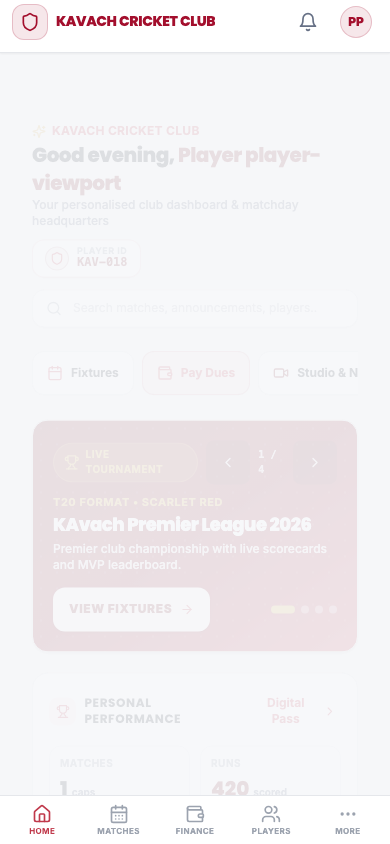 KAVACH CRICKET CLUB
PP
KAVACH CRICKET CLUB
Good evening, Player player-
viewport
Your personalised club dashboard & matchday
headquarters
PLAYER ID
KAV-018
Search matches, announcements, players...
Fixtures
Pay Dues
Studio & N
LIVE
TOURNAMENT
1 /
4
T20 FORMAT • SCARLET RED
KAvach Premier League 2026
Premier club championship with live scorecards
and MVP leaderboard.
VIEW FIXTURES →
PERSONAL
PERFORMANCE
Digital
Pass
MATCHES
1 caps
RUNS
420 scored
HOME
MATCHES
FINANCE
PLAYERS
MORE